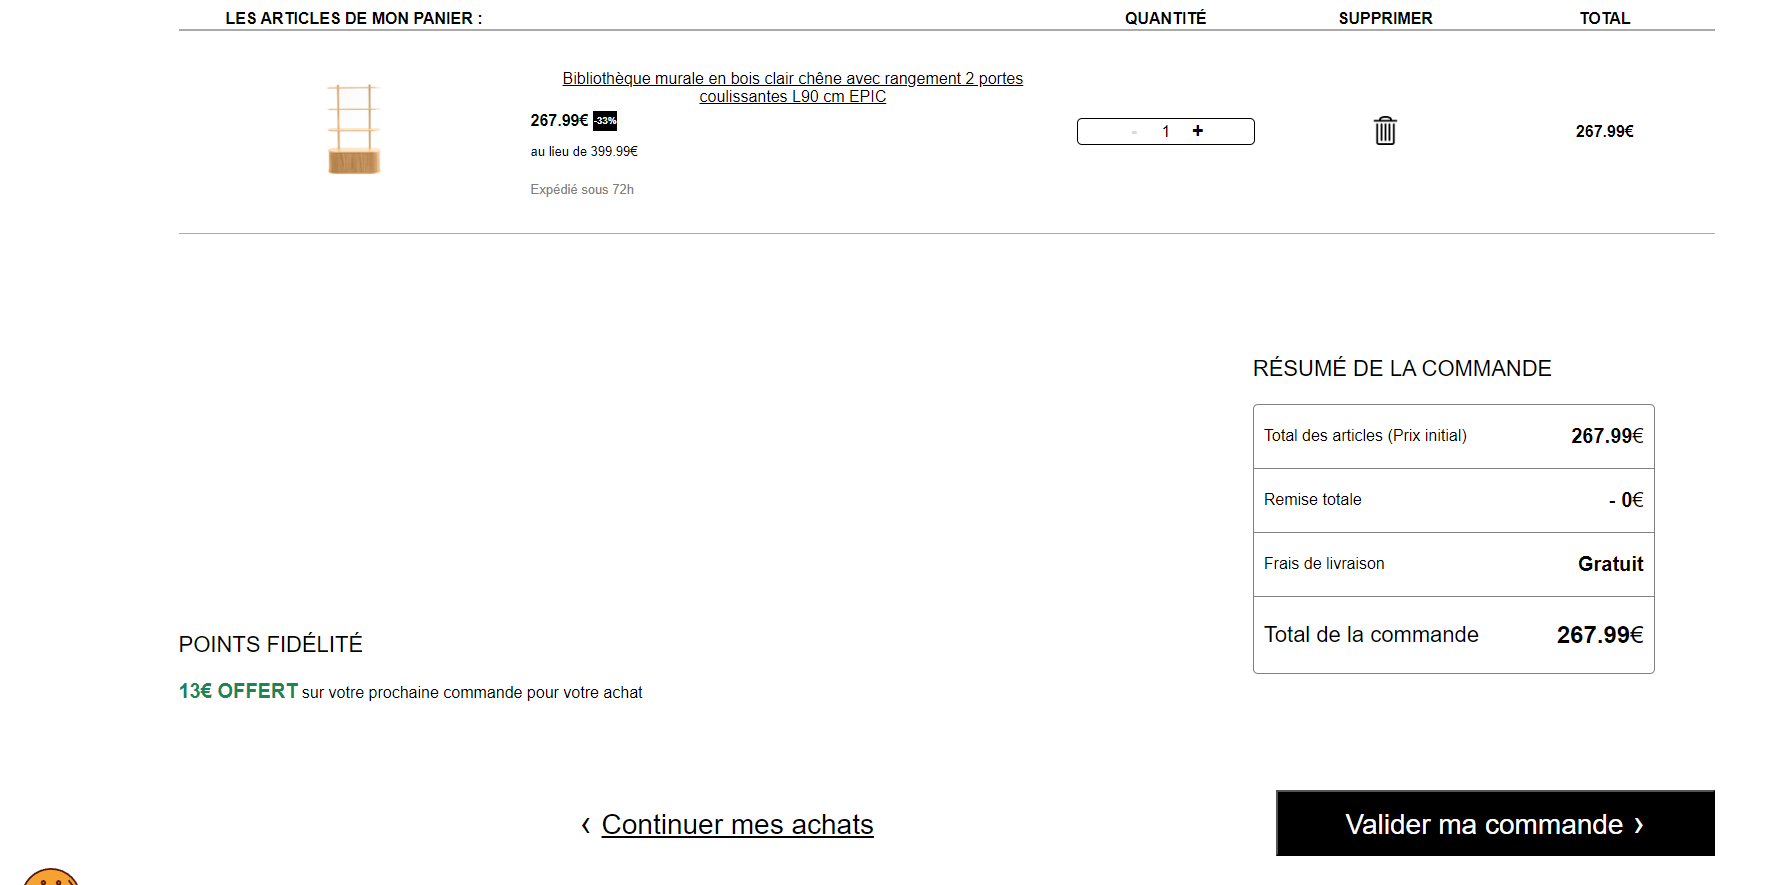 LES ARTICLES DE MON PANIER :
QUANTITÉ
SUPPRIMER
TOTAL
Bibliothèque murale en bois clair chêne avec rangement 2 portes
coulissantes L90 cm EPIC
267.99€ -33%
au lieu de 399.99€
Expédié sous 72h
- 1 +
267.99€
RÉSUMÉ DE LA COMMANDE
Total des articles (Prix initial) 267.99€
Remise totale - 0€
Frais de livraison Gratuit
Total de la commande 267.99€
POINTS FIDÉLITÉ
13€ OFFERT sur votre prochaine commande pour votre achat
‹ Continuer mes achats
Valider ma commande ›